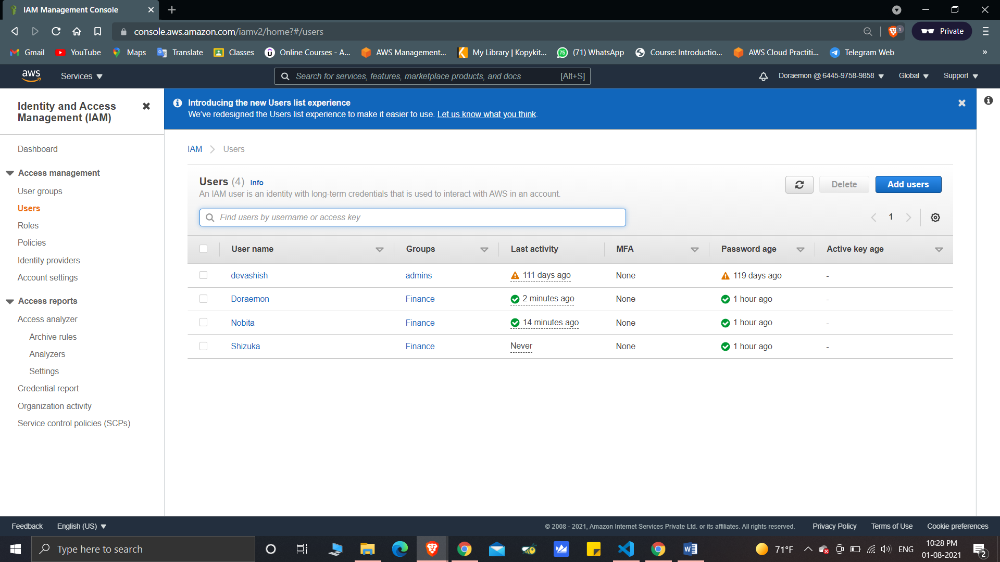 IAM Management Console
console.aws.amazon.com/iamv2/home?#/users
1
Private
Gmail YouTube Maps Translate Classes Online Courses - A... AWS Management... My Library | Kopykit... (71) WhatsApp Course: Introductio... AWS Cloud Practiti... Telegram Web »
75
aws Services Search for services, features, marketplace products, and docs [Alt+S] Doraemon @ 6445-9758-9858 Global Support
Identity and Access
Management (IAM)
Dashboard
Access management
User groups
Users
Roles
Policies
Identity providers
Account settings
Access reports
Access analyzer
Archive rules
Analyzers
Settings
Credential report
Organization activity
Service control policies (SCPs)
Introducing the new Users list experience
We've redesigned the Users list experience to make it easier to use. Let us know what you think.
IAM Users
Users (4) Info
An IAM user is an identity with long-term credentials that is used to interact with AWS in an account.
Delete Add users
Find users by username or access key
1
User name Groups Last activity MFA Password age Active key age
devashish admins 111 days ago None 119 days ago -
Doraemon Finance 2 minutes ago None 1 hour ago -
Nobita Finance 14 minutes ago None 1 hour ago -
Shizuka Finance Never None 1 hour ago -
Feedback English (US) © 2008 - 2021, Amazon Internet Services Private Ltd. or its affiliates. All rights reserved. Privacy Policy Terms of Use Cookie preferences
Type here to search
71°F ENG
10:28 PM
01-08-2021
2